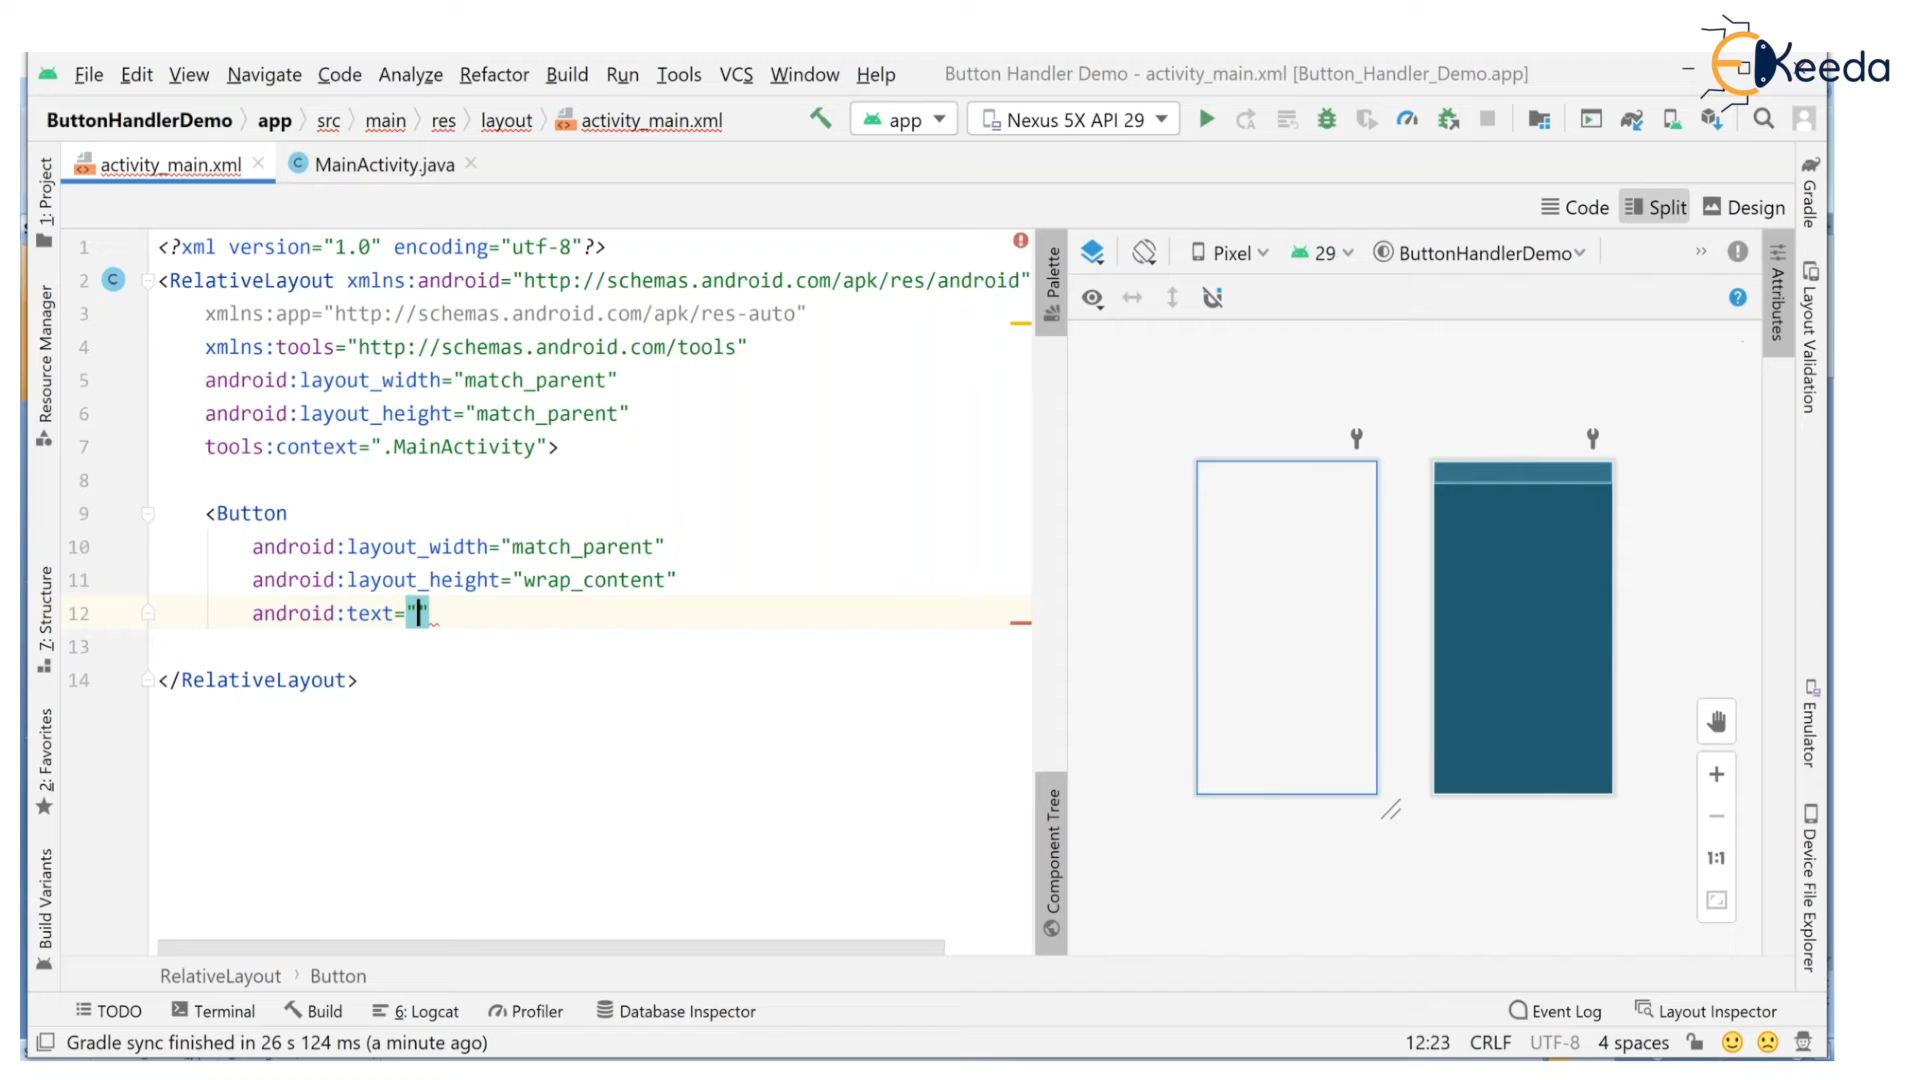 Keeda
File Edit View Navigate Code Analyze Refactor Build Run Tools VCS Window Help Button Handler Demo - activity_main.xml [Button_Handler_Demo.app]
ButtonHandlerDemo app src main res layout activity_main.xml app Nexus 5X API 29
activity_main.xml MainActivity.java
Code Split Design
1 <?xml version="1.0" encoding="utf-8"?>
2 <RelativeLayout xmlns:android="http://schemas.android.com/apk/res/android"
3 xmlns:app="http://schemas.android.com/apk/res-auto"
4 xmlns:tools="http://schemas.android.com/tools"
5 android:layout_width="match_parent"
6 android:layout_height="match_parent"
7 tools:context=".MainActivity">
8
9 <Button
10 android:layout_width="match_parent"
11 android:layout_height="wrap_content"
12 android:text=""
13
14 </RelativeLayout>
Pixel 29 ButtonHandlerDemo
1: Project
Resource Manager
7: Structure
2: Favorites
Build Variants
Palette
Component Tree
Attributes
Gradle
Layout Validation
Emulator
Device File Explorer
1:1
RelativeLayout Button
TODO Terminal Build 6: Logcat Profiler Database Inspector Event Log Layout Inspector
Gradle sync finished in 26 s 124 ms (a minute ago) 12:23 CRLF UTF-8 4 spaces